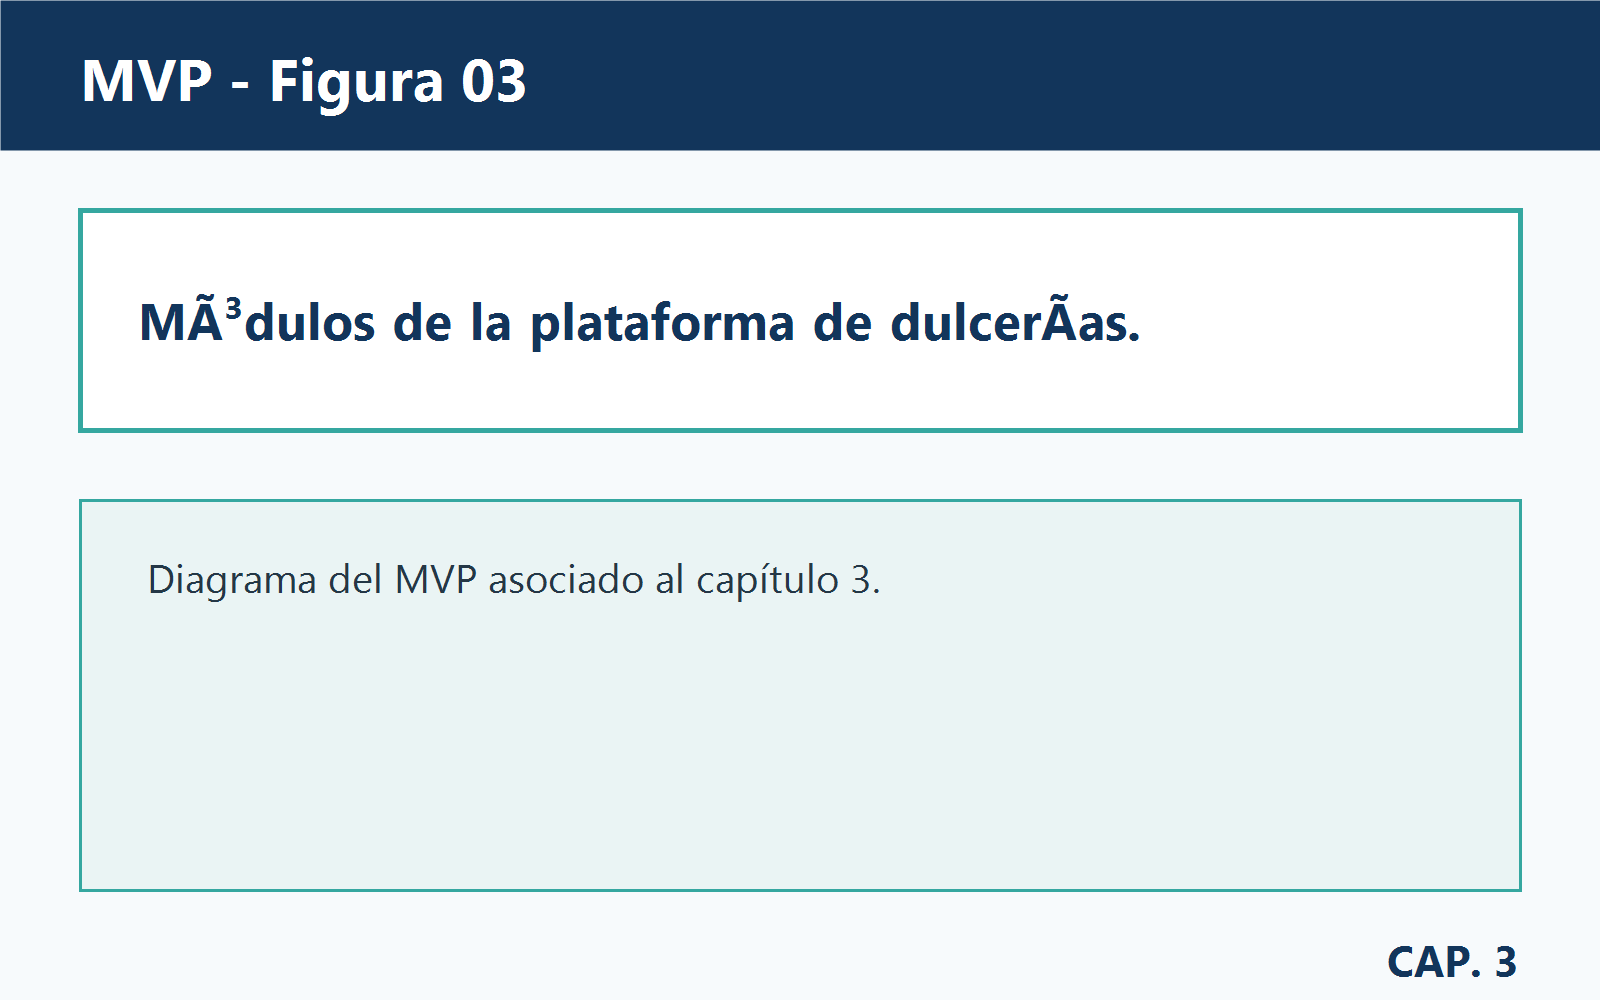 MVP - Figura 03
MÃ³dulos de la plataforma de dulcerÃas.
Diagrama del MVP asociado al capítulo 3.
CAP. 3